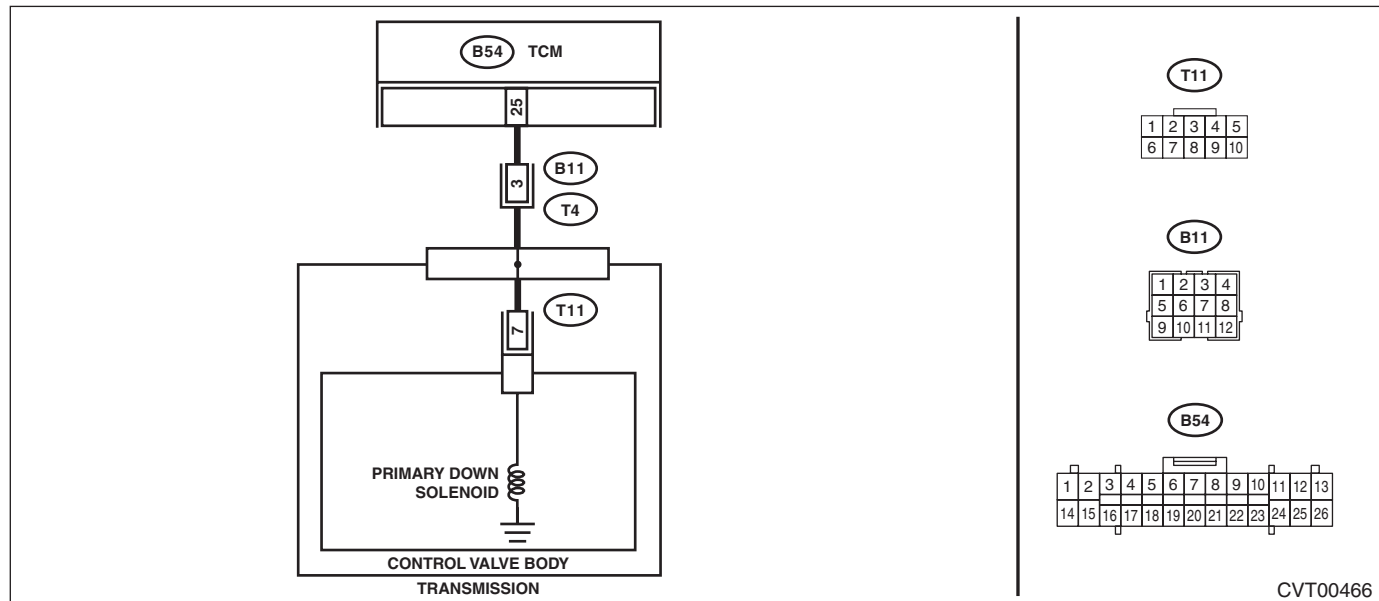 B54 TCM
25
B11
3
T4
T11
7
PRIMARY DOWN
SOLENOID
CONTROL VALVE BODY
TRANSMISSION
T11
1 2 3 4 5
6 7 8 9 10
B11
1 2 3 4
5 6 7 8
9 10 11 12
B54
1 2 3 4 5 6 7 8 9 10 11 12 13
14 15 16 17 18 19 20 21 22 23 24 25 26
CVT00466